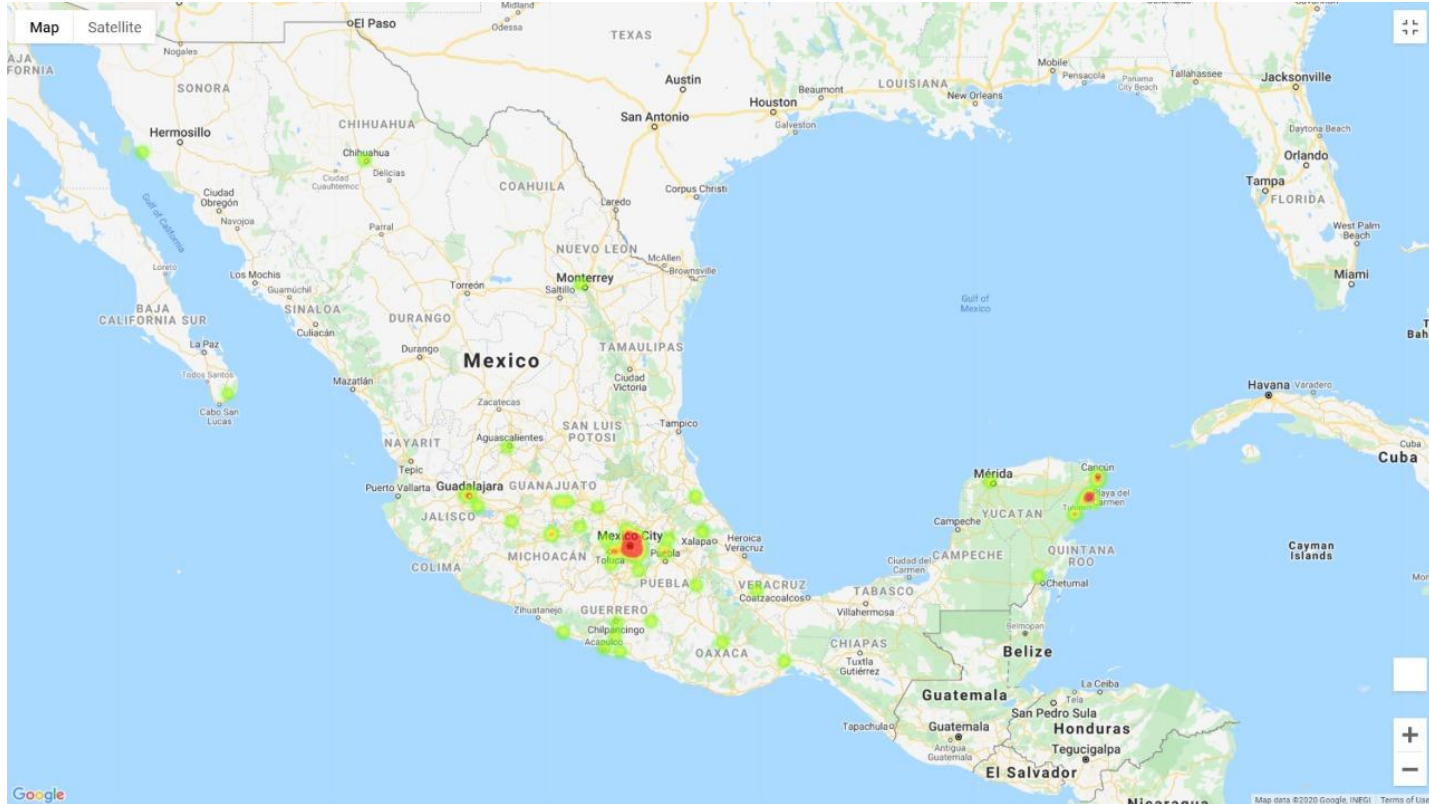 Map Satellite
Midland
Odessa
El Paso
TEXAS
Nogales
SONORA
Austin
Houston
Beaumont
LOUISIANA
New Orleans
Mobile
Pensacola
Panama
City Beach
Tallahassee
Jacksonville
San Antonio
Galveston
Daytona Beach
Hermosillo
CHIHUAHUA
Chihuahua
Delicias
Ciudad
Cuauhtemoc
Orlando
Tampa
FLORIDA
Ciudad
Obregón
Navojoa
Gulf of California
COAHUILA
Corpus Christi
Laredo
Parral
NUEVO LEON
McAllen
Brownsville
West Palm
Beach
Miami
Loreto
Los Mochis
Guamúchil
Torreón
Monterrey
Saltillo
Gulf of
Mexico
BAJA
CALIFORNIA SUR
SINALOA
Culiacán
DURANGO
Durango
TAMAULIPAS
La Paz
Todos Santos
Cabo San
Lucas
Mazatlán
Mexico
Ciudad
Victoria
Havana Varadero
Zacatecas
NAYARIT
Aguascalientes
SAN LUIS
POTOSI
Tampico
Cuba
Cuba
Tepic
Puerto Vallarta
Guadalajara
GUANAJUATO
JALISCO
Mérida
Cancún
Playa del
Carmen
Tulum
YUCATAN
Campeche
COLIMA
MICHOACÁN
Mexico City
Toluca
Puebla
Xalapa
Heroica
Veracruz
PUEBLA
VERACRUZ
Coatzacoalcos
Ciudad del
Carmen
CAMPECHE
QUINTANA
ROO
Chetumal
Cayman
Islands
Zihuatanejo
GUERRERO
Chilpancingo
Acapulco
OAXACA
TABASCO
Villahermosa
CHIAPAS
Tuxtla
Gutiérrez
Belmopan
Belize
Tapachula
Guatemala
Guatemala
Antigua
Guatemala
La Ceiba
Tela
San Pedro Sula
Honduras
Tegucigalpa
El Salvador
Nicaragua
Google
Map data ©2020 Google, INEGI Terms of Use